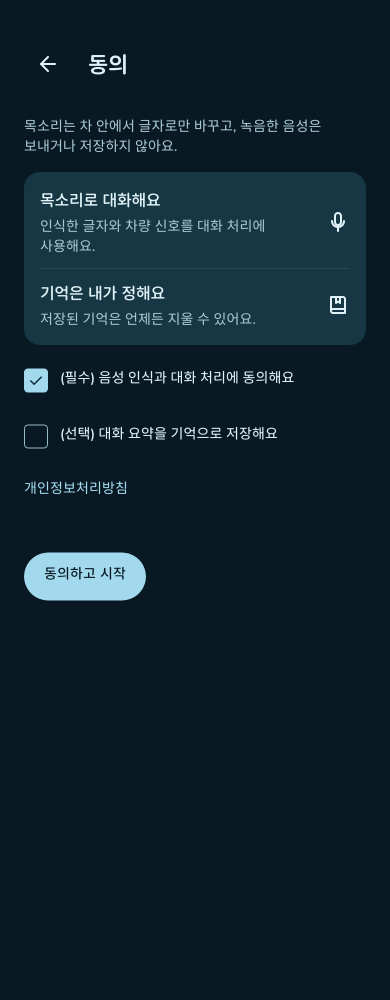 동의
목소리는 차 안에서 글자로만 바꾸고, 녹음한 음성은
보내거나 저장하지 않아요.
목소리로 대화해요
인식한 글자와 차량 신호를 대화 처리에
사용해요.
기억은 내가 정해요
저장된 기억은 언제든 지울 수 있어요.
(필수) 음성 인식과 대화 처리에 동의해요
(선택) 대화 요약을 기억으로 저장해요
개인정보처리방침
동의하고 시작